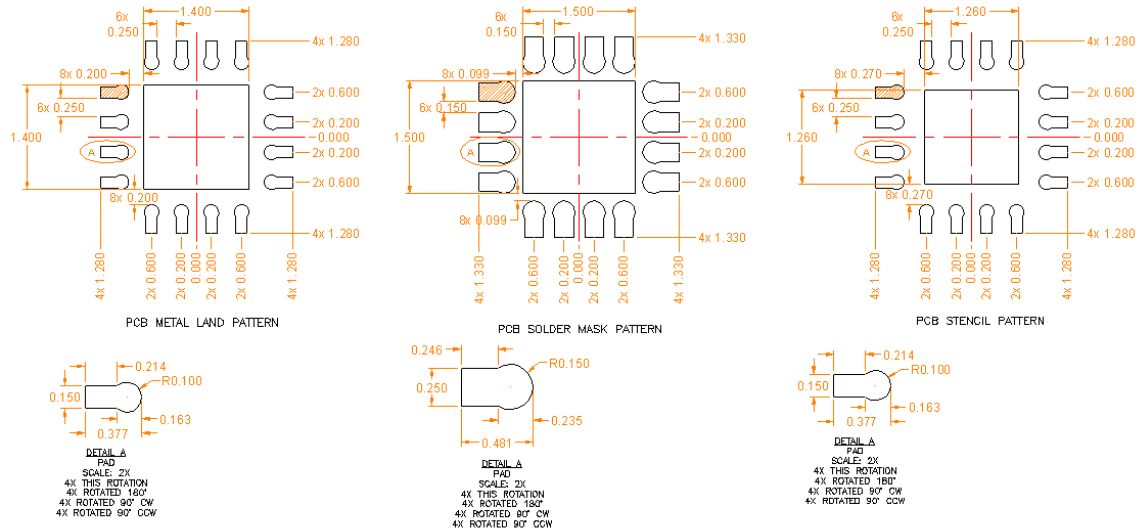 1.400
6x
0.250
4x 1.280
8x 0.200
2x 0.600
6x 0.250
2x 0.200
1.400
0.000
A
2x 0.200
2x 0.600
8x 0.200
4x 1.280
4x 1.280
2x 0.600
2x 0.200
0.000
2x 0.200
2x 0.600
4x 1.280
PCB METAL LAND PATTERN
0.214
R0.100
0.150
0.163
0.377
DETAIL A
PAD
SCALE: 2X
4X THIS ROTATION
4X ROTATED 180°
4X ROTATED 90° CW
4X ROTATED 90° CCW
1.500
6x
0.150
4x 1.330
8x 0.099
2x 0.600
6x 0.150
2x 0.200
1.500
0.000
A
2x 0.200
2x 0.600
8x 0.099
4x 1.330
4x 1.330
2x 0.600
2x 0.200
0.000
2x 0.200
2x 0.600
4x 1.330
PCB SOLDER MASK PATTERN
0.246
R0.150
0.250
0.235
0.481
DETAIL A
PAD
SCALE: 2X
4X THIS ROTATION
4X ROTATED 180°
4X ROTATED 90° CW
4X ROTATED 90° CCW
1.260
6x
0.250
4x 1.280
8x 0.270
2x 0.600
6x 0.250
2x 0.200
1.260
0.000
A
2x 0.200
2x 0.600
8x 0.270
4x 1.280
4x 1.280
2x 0.600
2x 0.200
0.000
2x 0.200
2x 0.600
4x 1.280
PCB STENCIL PATTERN
0.214
R0.100
0.150
0.163
0.377
DETAIL A
PAD
SCALE: 2X
4X THIS ROTATION
4X ROTATED 180°
4X ROTATED 90° CW
4X ROTATED 90° CCW